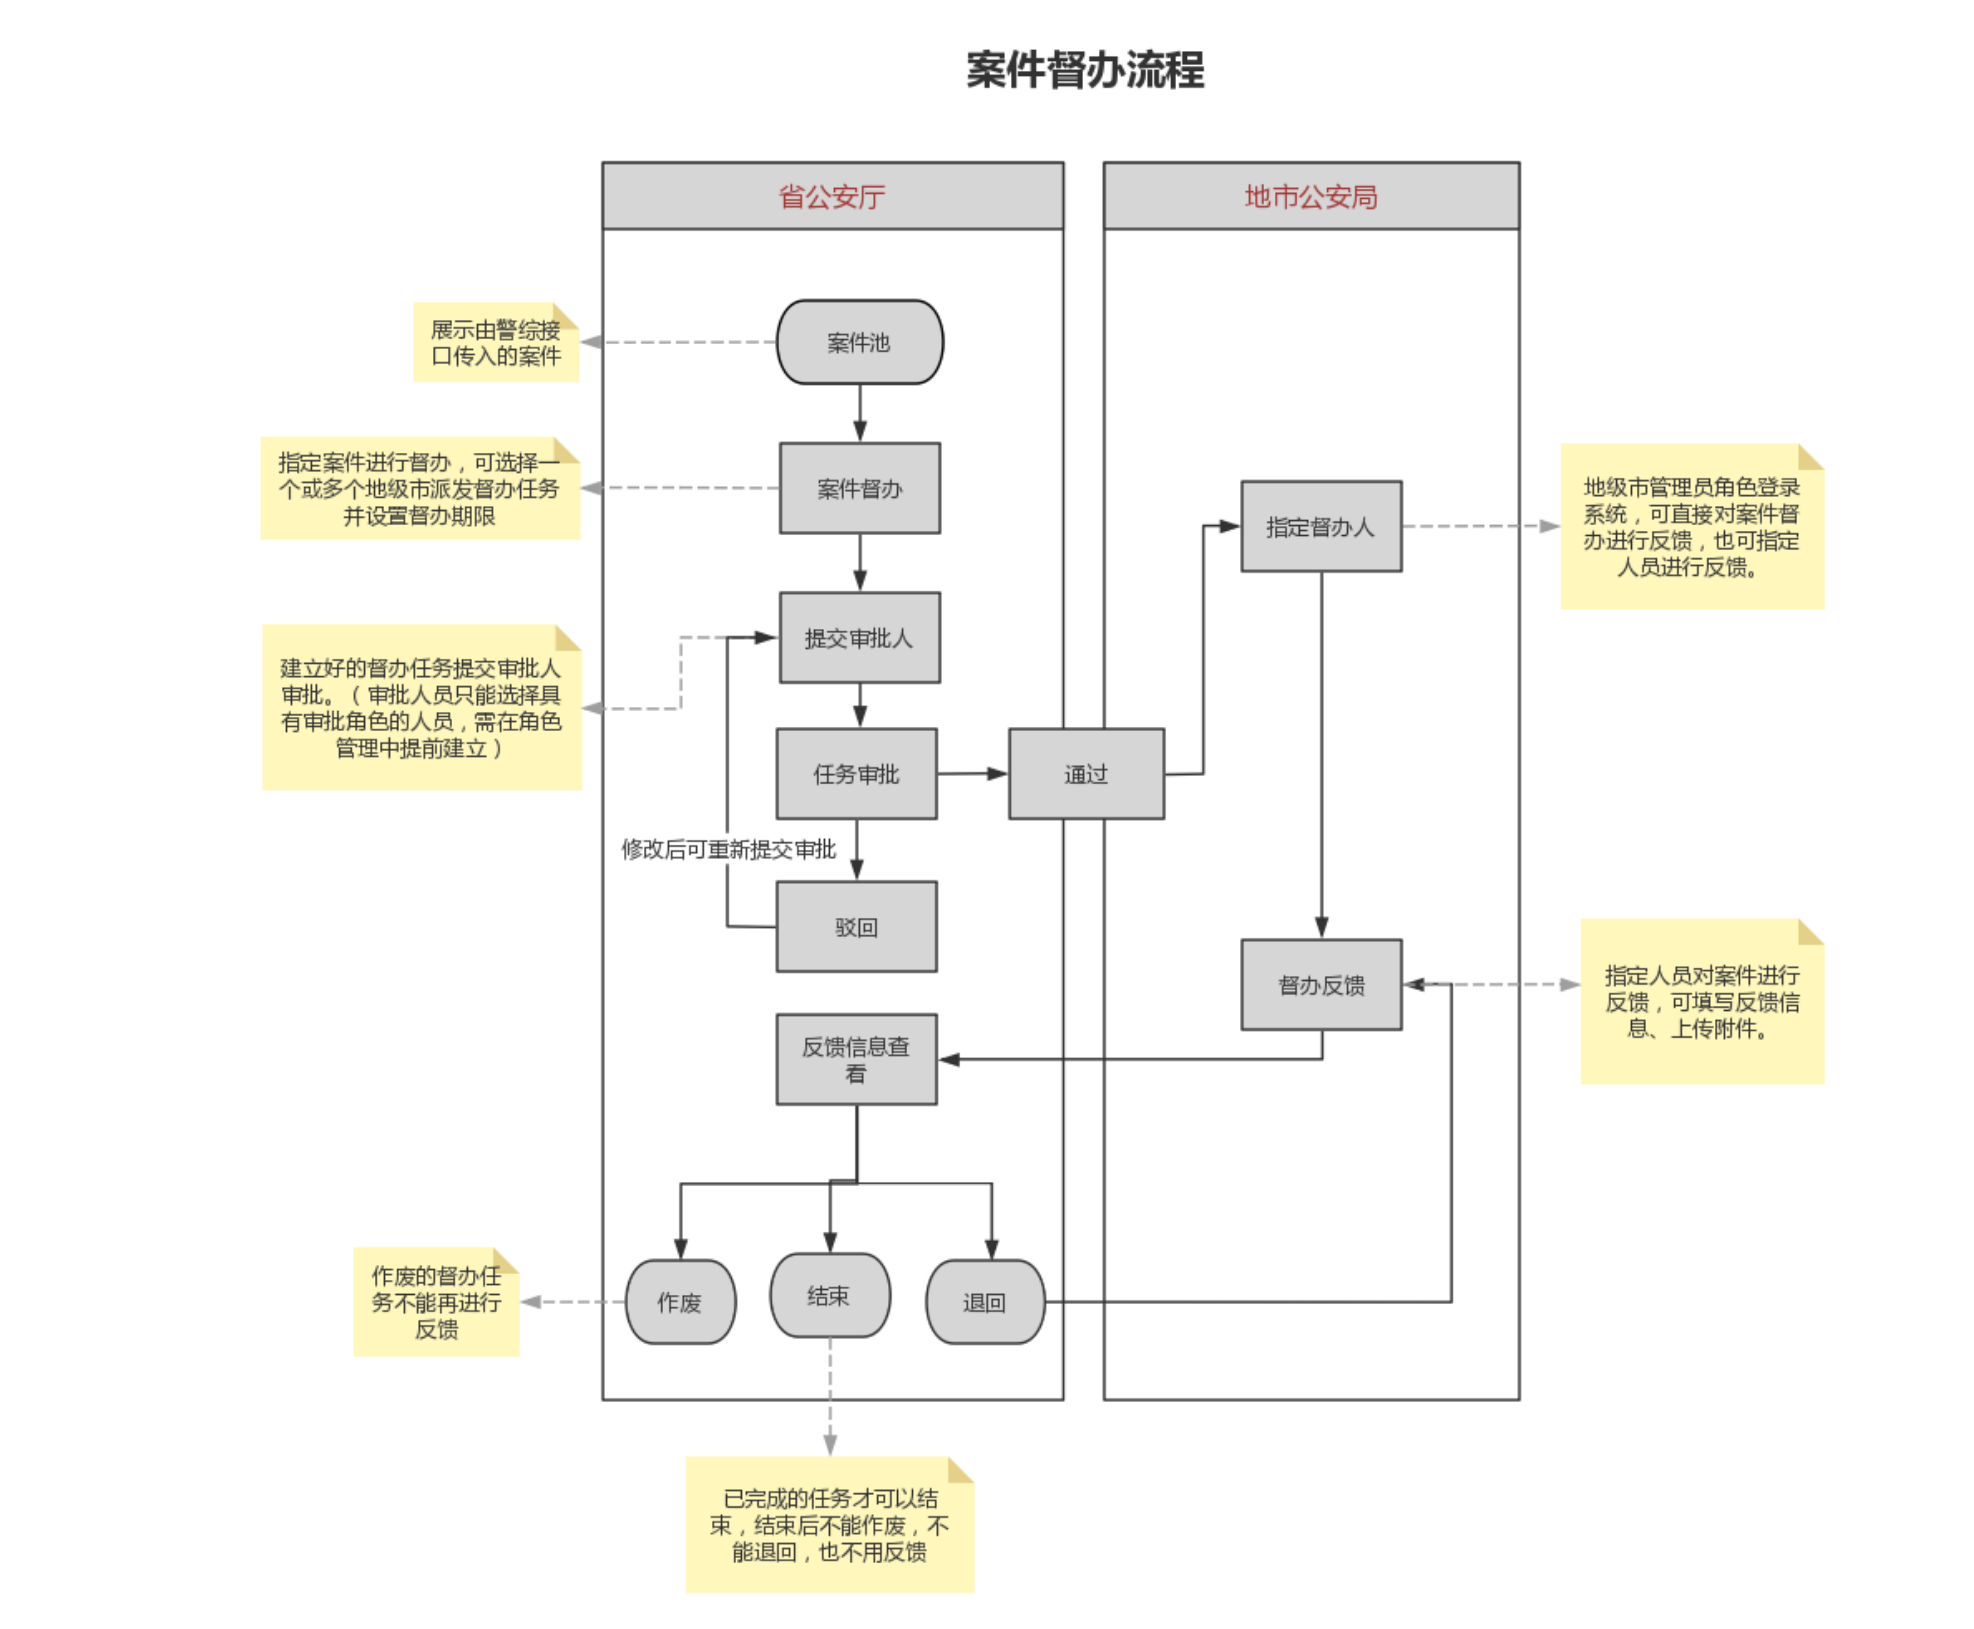 案件督办流程
省公安厅
地市公安局
展示由警综接
口传入的案件
案件池
指定案件进行督办，可选择一
个或多个地级市派发督办任务
并设置督办期限
案件督办
指定督办人
地级市管理员角色登录
系统，可直接对案件督
办进行反馈，也可指定
人员进行反馈。
建立好的督办任务提交审批人
审批。（审批人员只能选择具
有审批角色的人员，需在角色
管理中提前建立）
提交审批人
任务审批
通过
修改后可重新提交审批
驳回
督办反馈
指定人员对案件进行
反馈，可填写反馈信
息、上传附件。
反馈信息查
看
作废的督办任
务不能再进行
反馈
作废
结束
退回
已完成的任务才可以结
束，结束后不能作废，不
能退回，也不用反馈